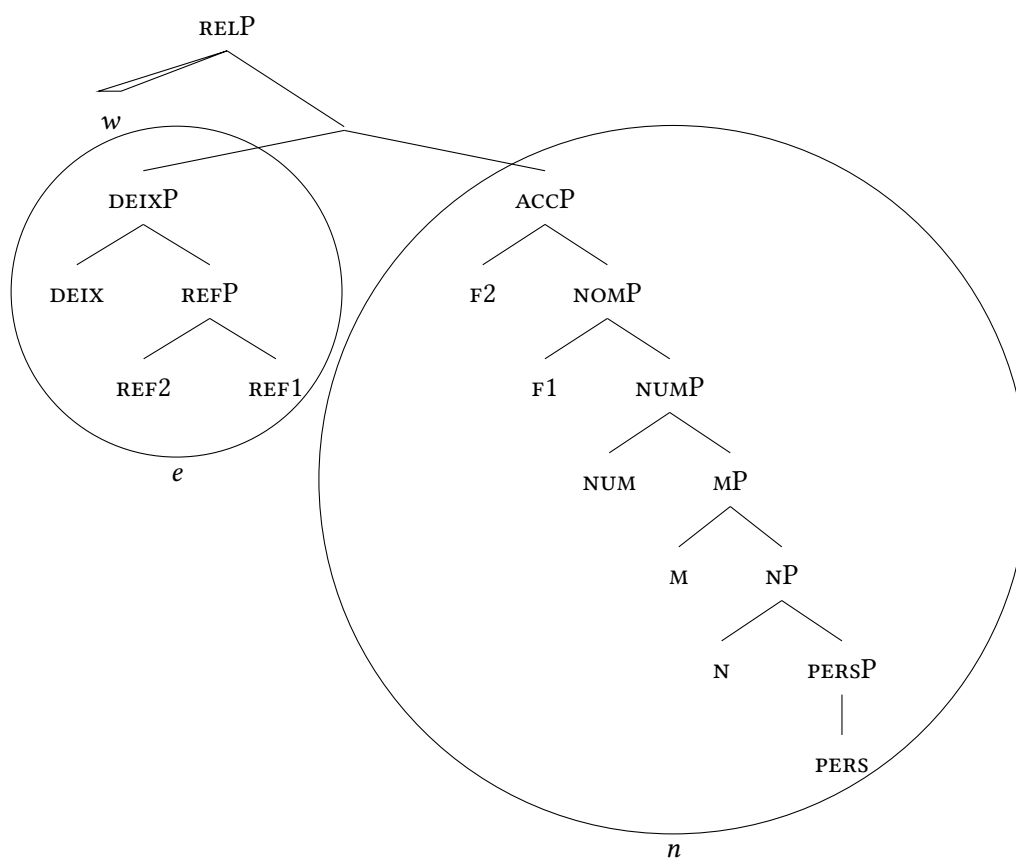 RELP
w
DEIXP ACCP
DEIX REFP F2 NOMP
REF2 REF1 F1 NUMP
e NUM MP
M NP
N PERSP
PERS
n